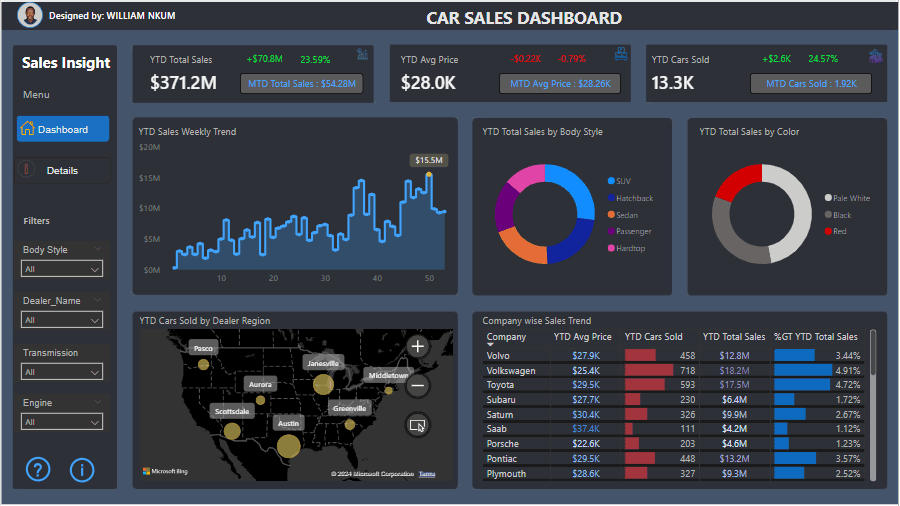 Designed by: WILLIAM NKUM
CAR SALES DASHBOARD
Sales Insight
Menu
Dashboard
Details
Filters
Body Style
All
Dealer_Name
All
Transmission
All
Engine
All
YTD Total Sales
+$70.8M
23.59%
$371.2M
MTD Total Sales : $54.28M
YTD Avg Price
-$0.22K
-0.79%
$28.0K
MTD Avg Price : $28.26K
YTD Cars Sold
+$2.6K
24.57%
13.3K
MTD Cars Sold : 1.92K
YTD Sales Weekly Trend
$20M
$15M
$10M
$5M
$0M
$15.5M
10 20 30 40 50
YTD Total Sales by Body Style
SUV
Hatchback
Sedan
Passenger
Hardtop
YTD Total Sales by Color
Pale White
Black
Red
YTD Cars Sold by Dealer Region
Pasco
Janesville
Aurora
Middletown
Scottsdale
Greenville
Austin
Microsoft Bing
© 2024 Microsoft Corporation Terms
Company wise Sales Trend
Company YTD Avg Price YTD Cars Sold YTD Total Sales %GT YTD Total Sales
Volvo $27.9K 458 $12.8M 3.44%
Volkswagen $25.4K 718 $18.2M 4.91%
Toyota $29.5K 593 $17.5M 4.72%
Subaru $27.7K 230 $6.4M 1.72%
Saturn $30.4K 326 $9.9M 2.67%
Saab $37.4K 111 $4.2M 1.12%
Porsche $22.6K 203 $4.6M 1.23%
Pontiac $29.5K 448 $13.2M 3.57%
Plymouth $28.6K 327 $9.3M 2.52%